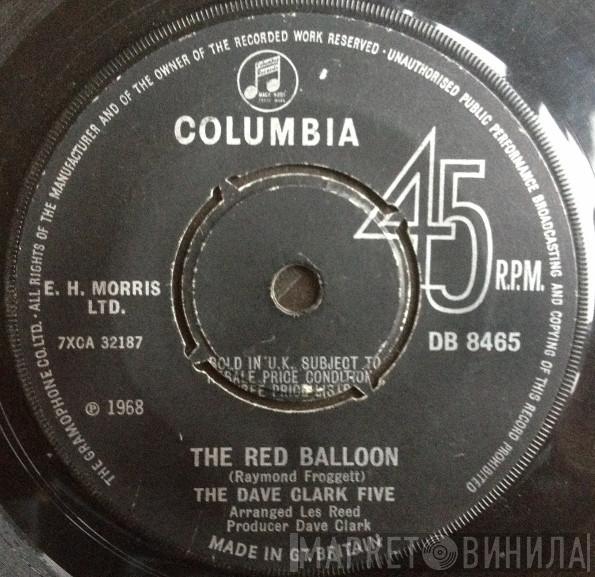 THE GRAMOPHONE CO. LTD. · ALL RIGHTS OF THE MANUFACTURER AND OF THE OWNER OF THE RECORDED WORK RESERVED · UNAUTHORISED PUBLIC PERFORMANCE BROADCASTING AND COPYING OF THIS RECORD PROHIBITED
COLUMBIA
45
R.P.M.
E. H. MORRIS
LTD.
7XCA 32187
DB 8465
SOLD IN U.K. SUBJECT TO
PRICE
℗ 1968
THE RED BALLOON
(Raymond Froggett)
THE DAVE CLARK FIVE
Arranged Les Reed
Producer Dave Clark
MADE IN GT. BRITAIN
МАРКЕТ ВИНИЛА